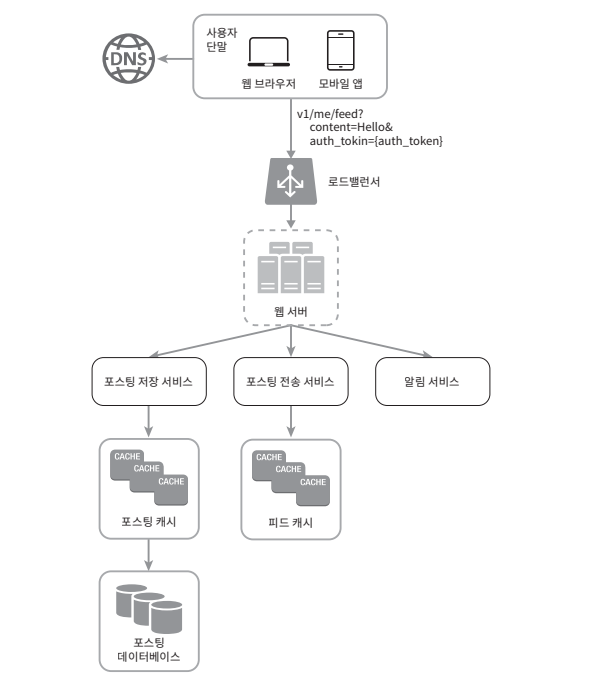 사용자
단말
DNS
웹 브라우저
모바일 앱
v1/me/feed?
content=Hello&
auth_tokin={auth_token}
로드밸런서
웹 서버
포스팅 저장 서비스
포스팅 전송 서비스
알림 서비스
CACHE
CACHE
CACHE
포스팅 캐시
CACHE
CACHE
CACHE
피드 캐시
포스팅
데이터베이스